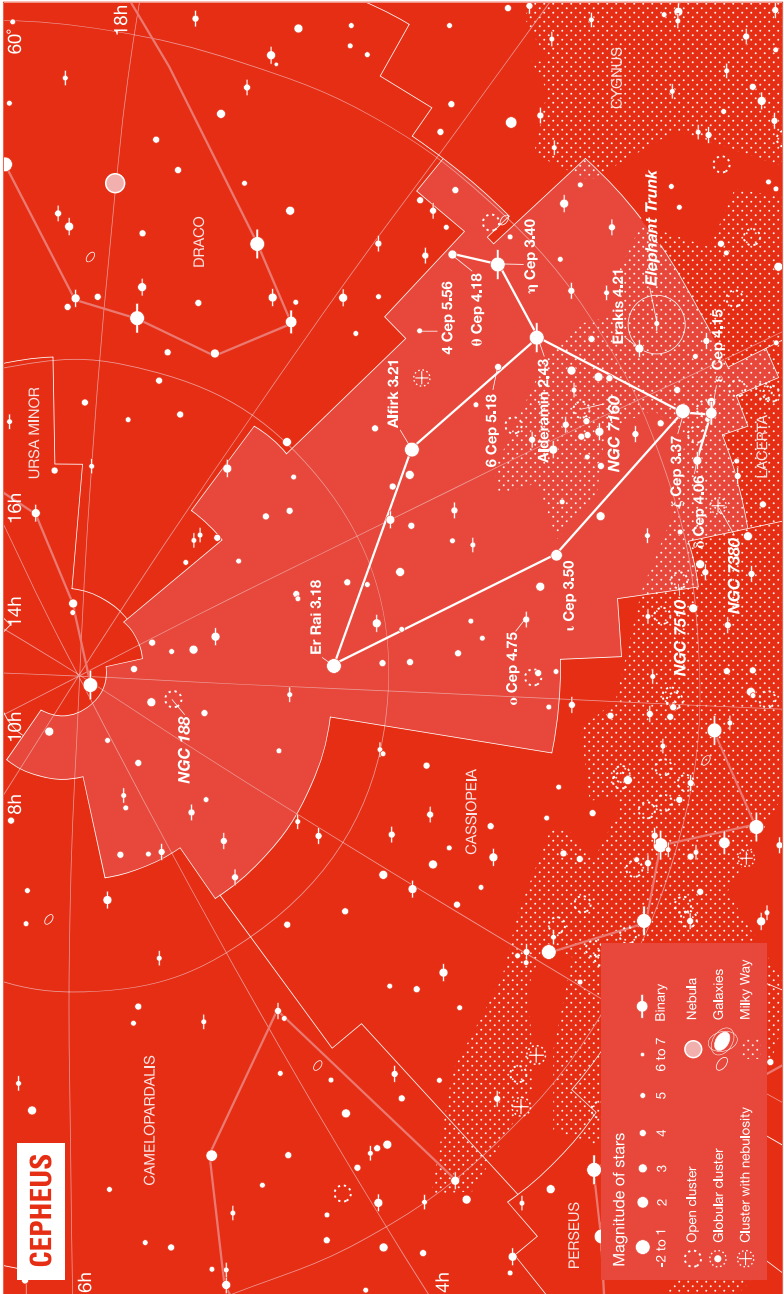 CEPHEUS
6h
8h
10h
14h
16h
18h
60°
4h
CAMELOPARDALIS
URSA MINOR
DRACO
CYGNUS
CASSIOPEIA
PERSEUS
LACERTA
NGC 188
Er Rai 3.18
Alfirk 3.21
4 Cep 5.56
θ Cep 4.18
η Cep 3.40
6 Cep 5.18
Alderamin 2.43
NGC 7160
Erakis 4.21
Elephant Trunk
ο Cep 4.75
ι Cep 3.50
ζ Cep 3.37
δ Cep 4.06
ε Cep 4.15
NGC 7510
NGC 7380
Magnitude of stars
-2 to 1
2
3
4
5
6 to 7
Binary
Open cluster
Nebula
Globular cluster
Galaxies
Cluster with nebulosity
Milky Way